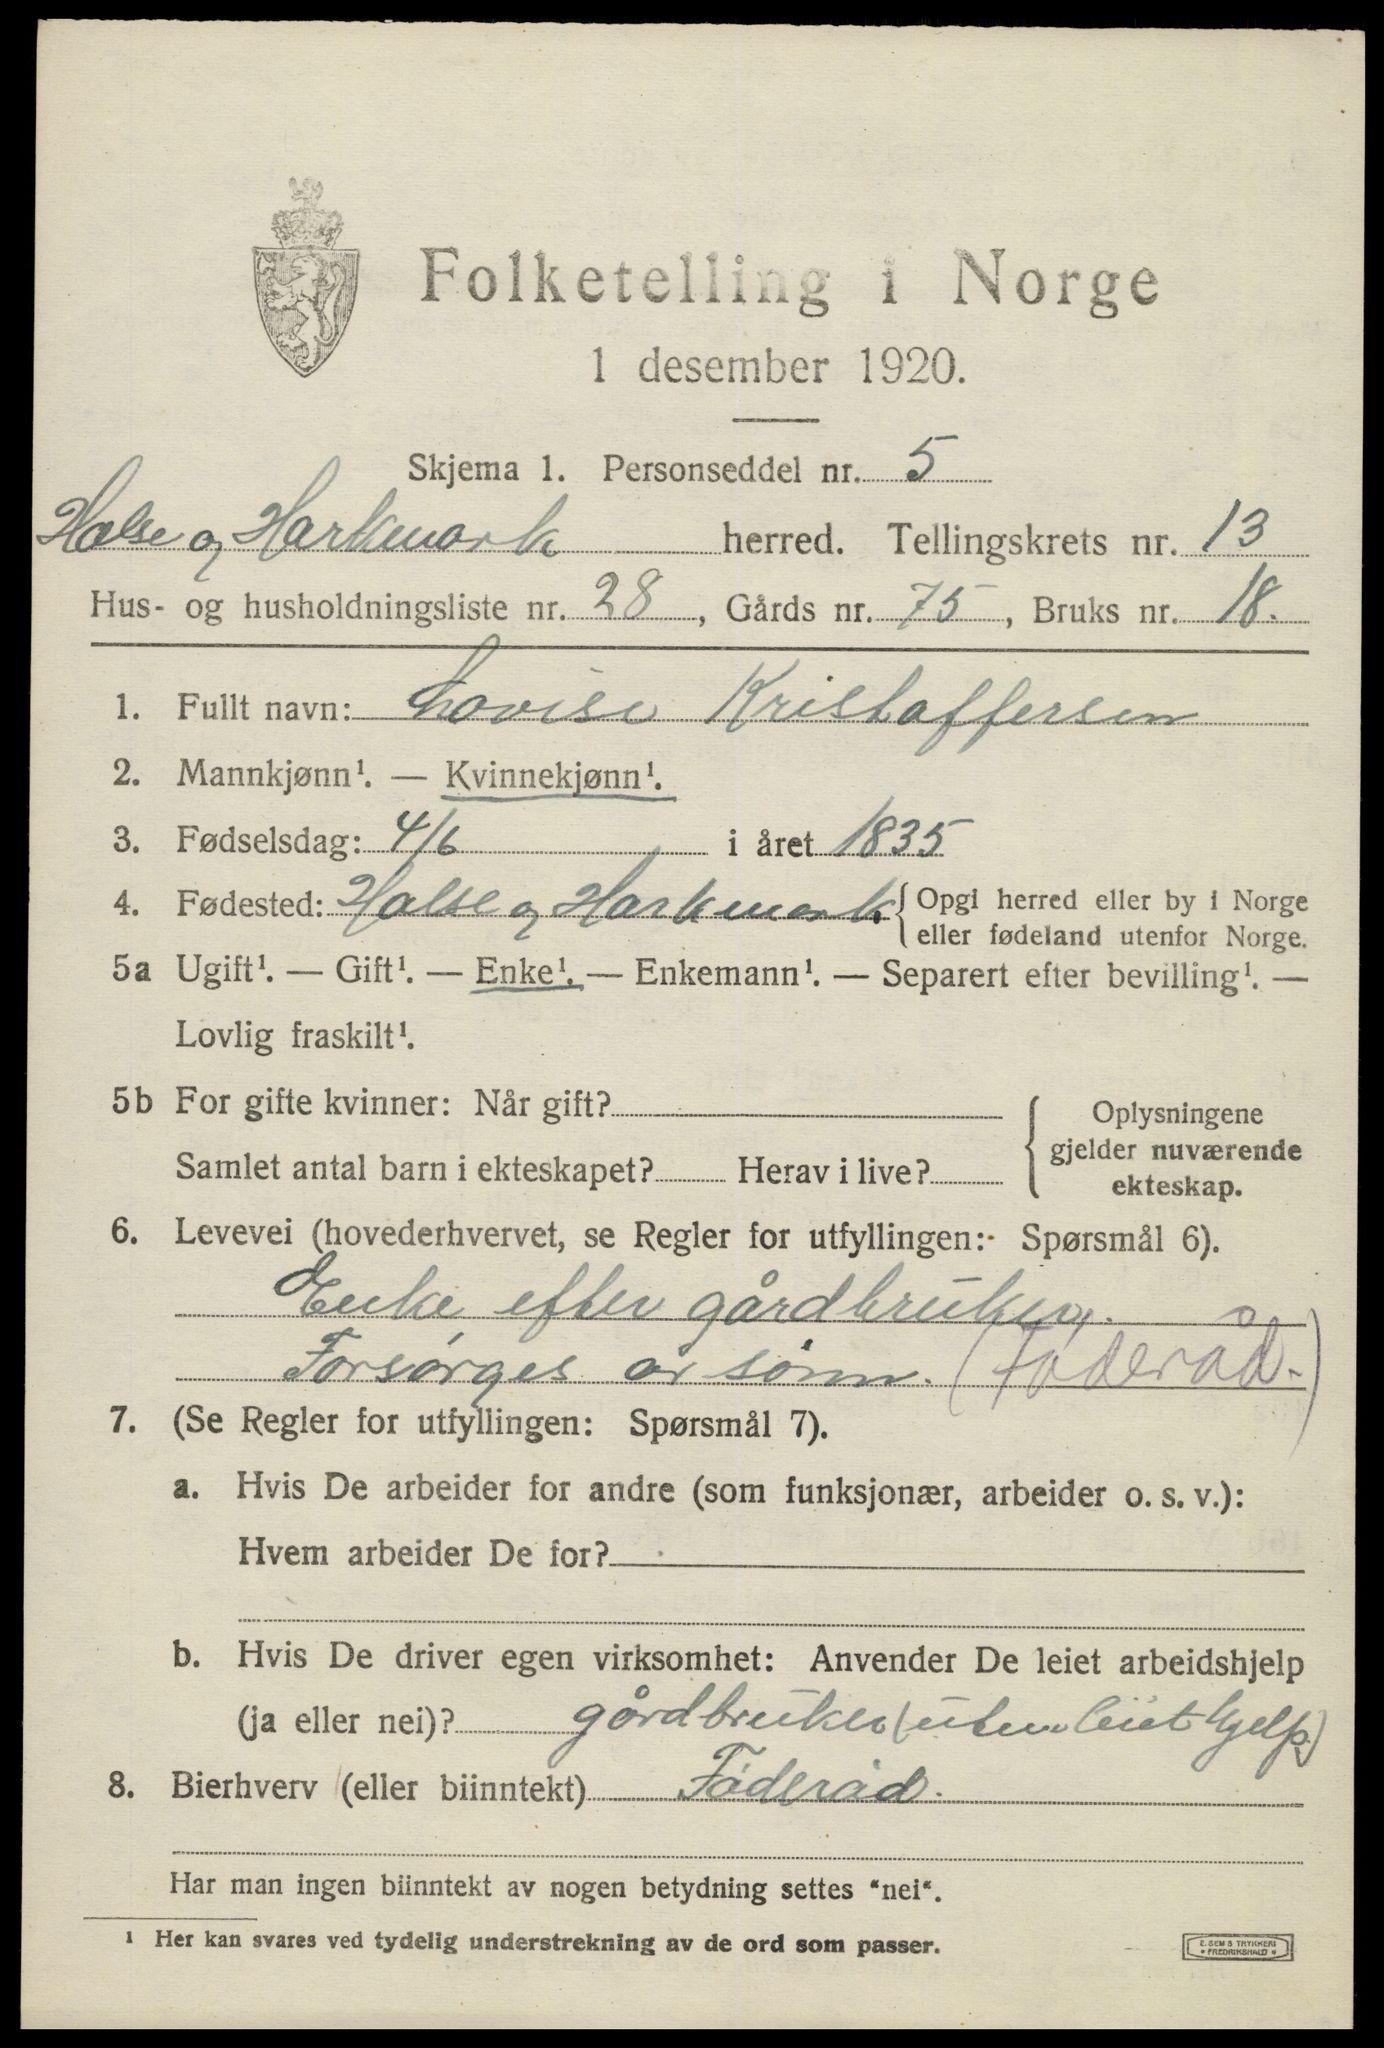 Folketelling i Norge
1 desember 1920.
Skjema 1. Personseddel nr. 5
Halse og Harkmark herred. Tellingskrets nr. 13
Hus- og husholdningsliste nr. 28, Gårds nr. 75, Bruks nr. 18.
1. Fullt navn: Lovise Kristoffersen
2. Mannkjønn¹. — Kvinnekjønn¹.
3. Fødselsdag: 4/6 i året 1835
4. Fødested: Halse og Harkmark { Opgi herred eller by i Norge
eller fødeland utenfor Norge.
5a Ugift¹. — Gift¹. — Enke¹. — Enkemann¹. — Separert efter bevilling¹. —
Lovlig fraskilt¹.
5b For gifte kvinner: Når gift?
Samlet antal barn i ekteskapet? Herav i live?
{ Oplysningene
gjelder nuværende
ekteskap.
6. Levevei (hovederhvervet, se Regler for utfyllingen: Spørsmål 6).
Enke efter gårdbruker.
Forsørges av sønn. (Føderåd.)
7. (Se Regler for utfyllingen: Spørsmål 7).
a. Hvis De arbeider for andre (som funksjonær, arbeider o. s. v.):
Hvem arbeider De for?
b. Hvis De driver egen virksomhet: Anvender De leiet arbeidshjelp
(ja eller nei)? gårdbruker (uten leiet hjelp)
8. Bierhverv (eller biinntekt) Føderåd.
Har man ingen biinntekt av nogen betydning settes “nei“.
¹ Her kan svares ved tydelig understrekning av de ord som passer.
E. SEM'S TRYKKERI
* FREDRIKSHALD *